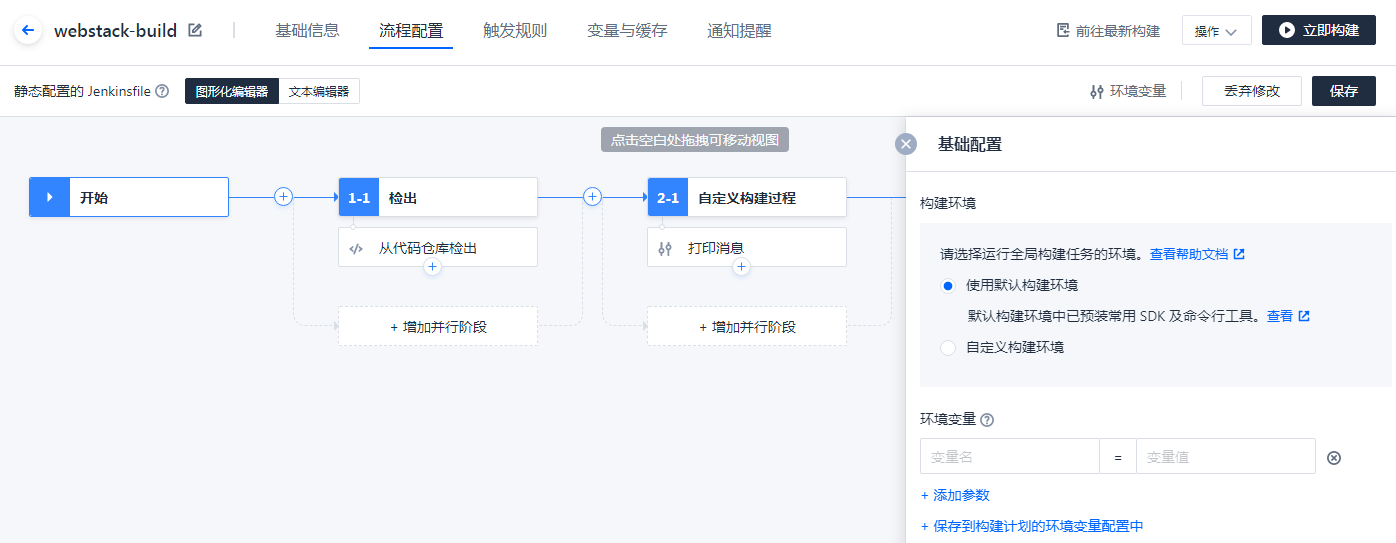 webstack-build 基础信息 流程配置 触发规则 变量与缓存 通知提醒 前往最新构建 操作 立即构建
静态配置的 Jenkinsfile 图形化编辑器 文本编辑器 环境变量 丢弃修改 保存
点击空白处拖拽可移动视图
开始 1-1 检出 2-1 自定义构建过程
从代码仓库检出 打印消息
+ 增加并行阶段 + 增加并行阶段
基础配置
构建环境
请选择运行全局构建任务的环境。查看帮助文档
使用默认构建环境
默认构建环境中已预装常用 SDK 及命令行工具。查看
自定义构建环境
环境变量
变量名 = 变量值
+ 添加参数
+ 保存到构建计划的环境变量配置中